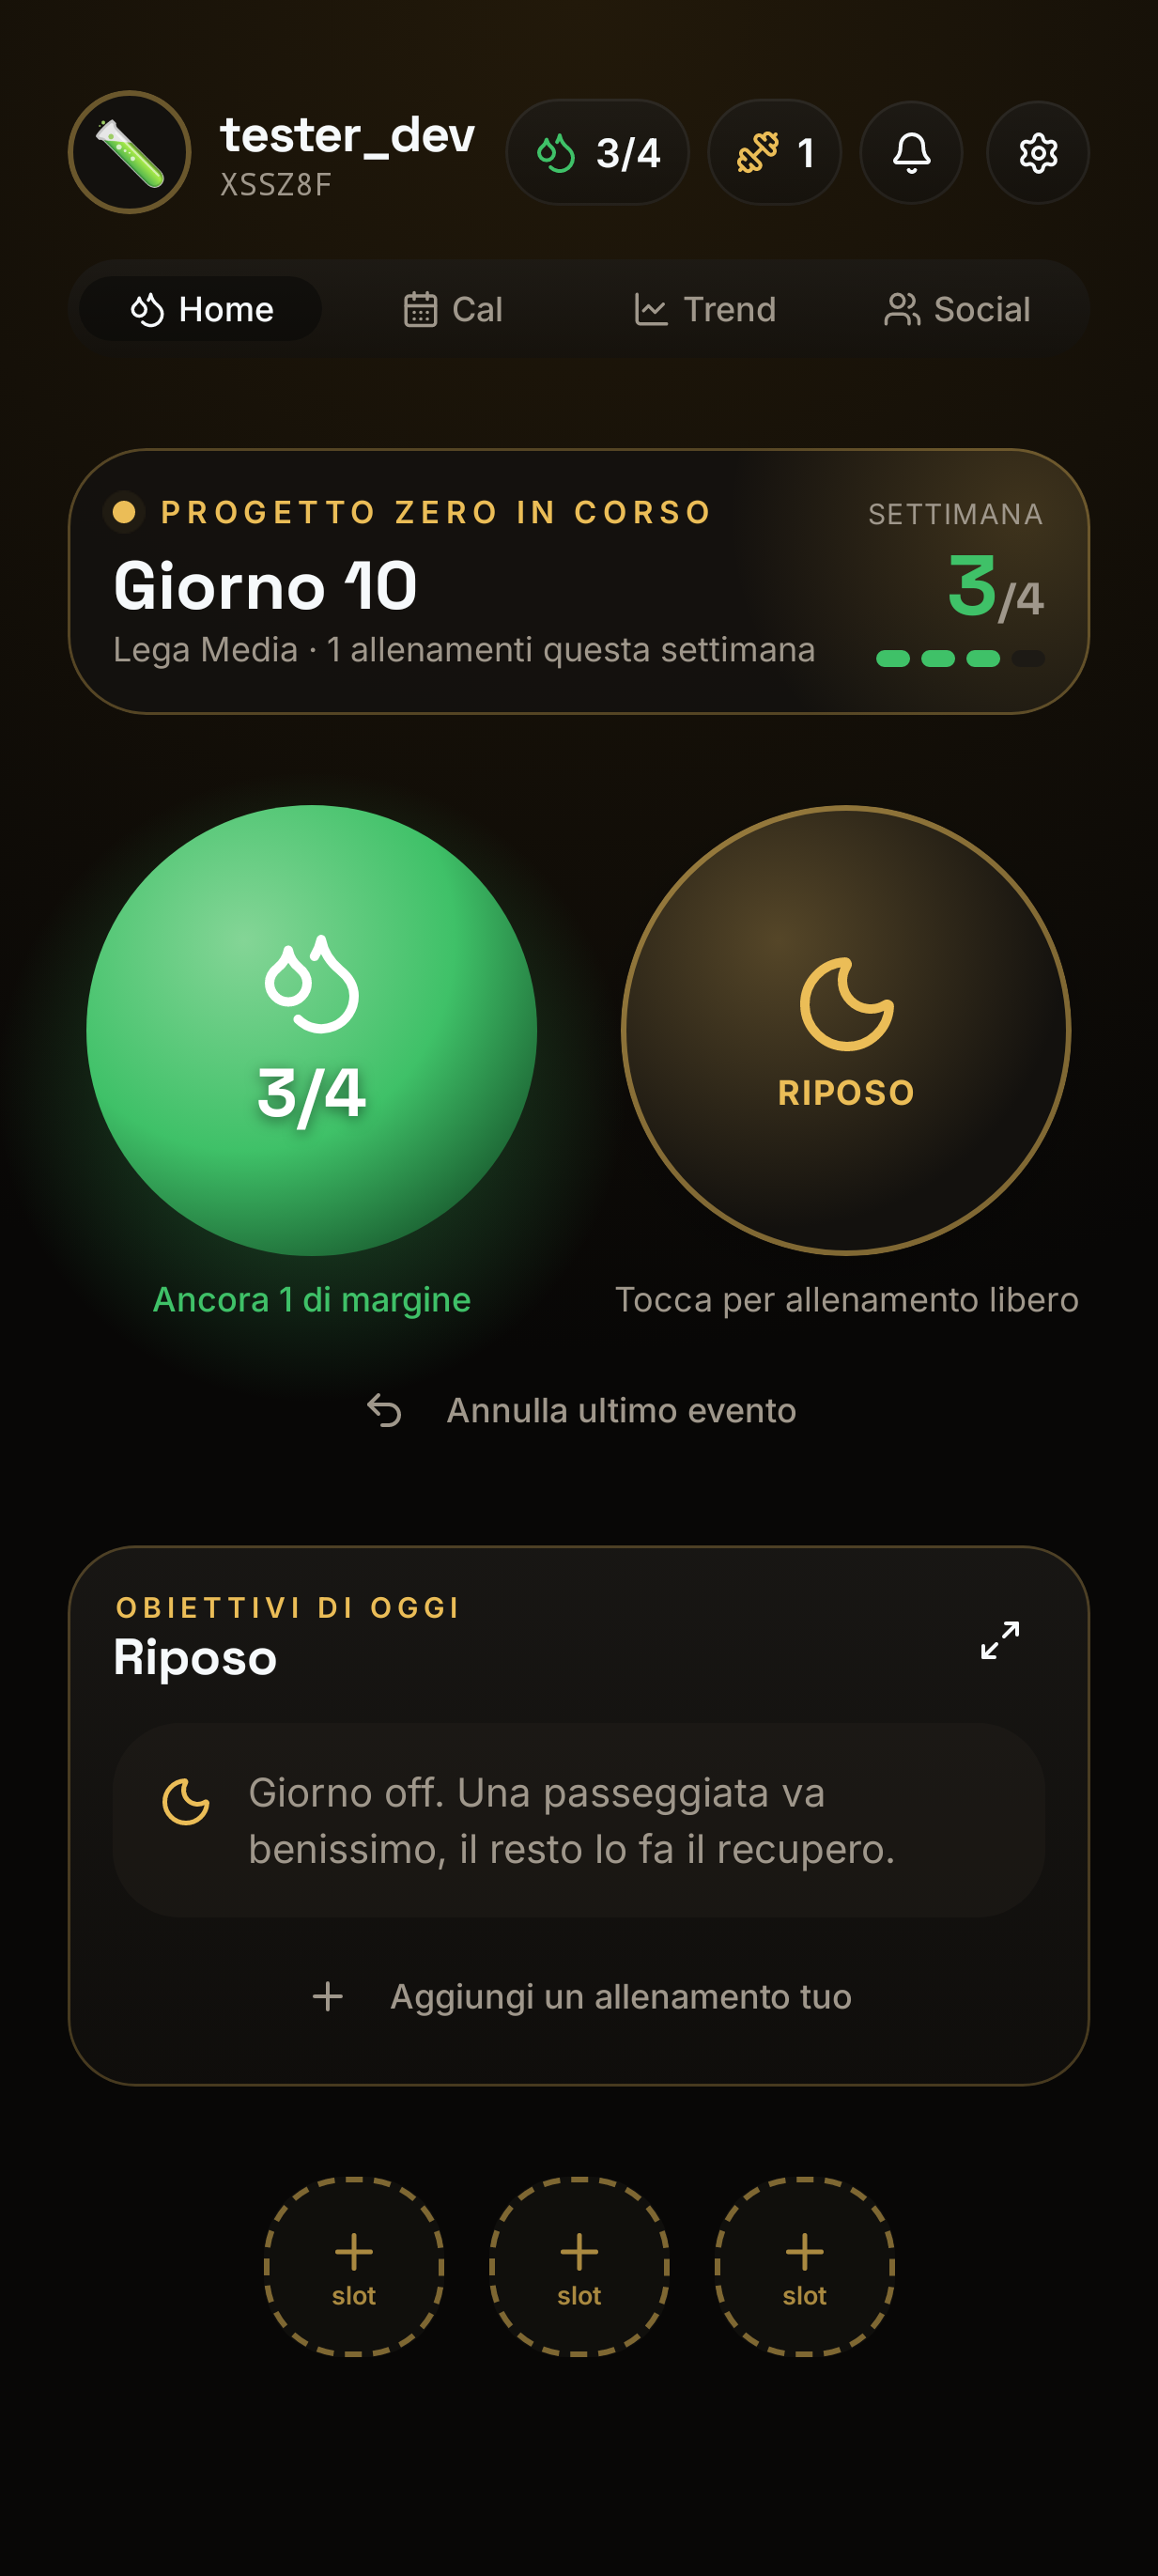 tester_dev
XSSZ8F
3/4
1
Home
Cal
Trend
Social
PROGETTO ZERO IN CORSO
Giorno 10
Lega Media · 1 allenamenti questa settimana
SETTIMANA
3/4
3/4
RIPOSO
Ancora 1 di margine
Tocca per allenamento libero
Annulla ultimo evento
OBIETTIVI DI OGGI
Riposo
Giorno off. Una passeggiata va
benissimo, il resto lo fa il recupero.
Aggiungi un allenamento tuo
slot
slot
slot